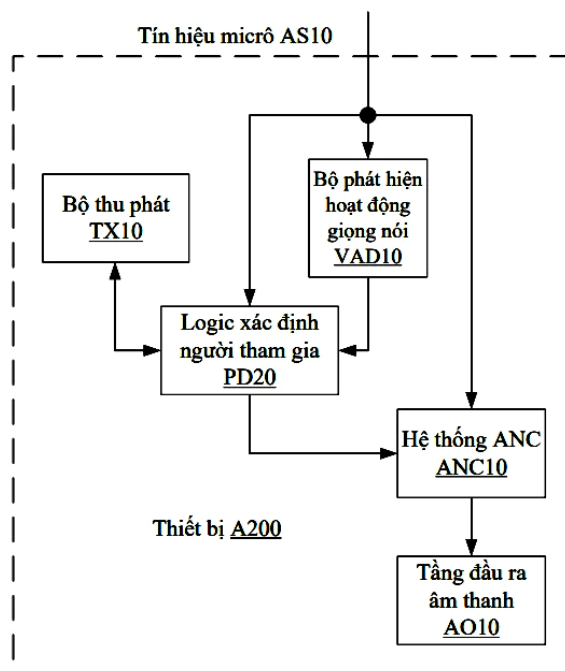 Tín hiệu micrô AS10
Bộ phát hiện
hoạt động
giọng nói
VAD10
Bộ thu phát
TX10
Logic xác định
người tham gia
PD20
Hệ thống ANC
ANC10
Thiết bị A200
Tầng đầu ra
âm thanh
AO10